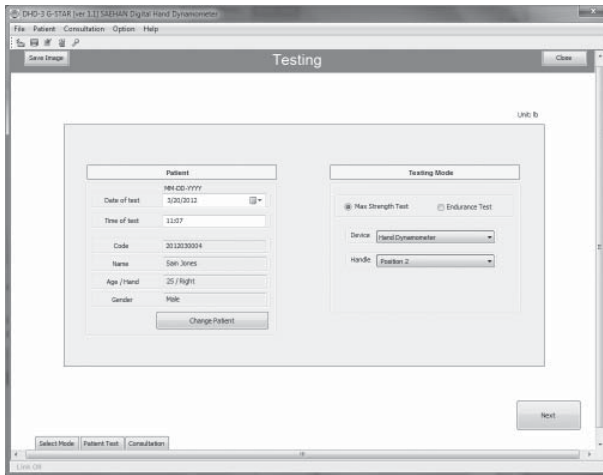 DHD-3 G-STAR [ver 1.1] SAEHAN Digital Hand Dynamometer
File Patient Consultation Option Help
Save Image Testing Close
Unit: lb
Patient Testing Mode
MM-DD-YYYY
Date of test 3/20/2012
Time of test 11:07
Max Strength Test Endurance Test
Device Hand Dynamometer
Code 2012030004
Handle Position 2
Name Sam Jones
Age / Hand 25 / Right
Gender Male
Change Patient
Next
Select Mode Patient Test Consultation
Link Off